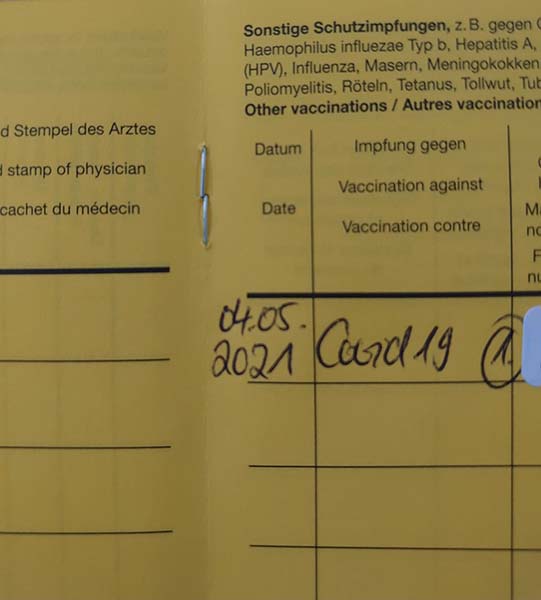 d Stempel des Arztes
stamp of physician
cachet du médecin
Sonstige Schutzimpfungen, z. B. gegen
Haemophilus influezae Typ b, Hepatitis A,
(HPV), Influenza, Masern, Meningokokken
Poliomyelitis, Röteln, Tetanus, Tollwut, Tub
Other vaccinations / Autres vaccination
Datum
Impfung gegen
Vaccination against
Date
Vaccination contre
04.05.
2021
Covid 19
1.